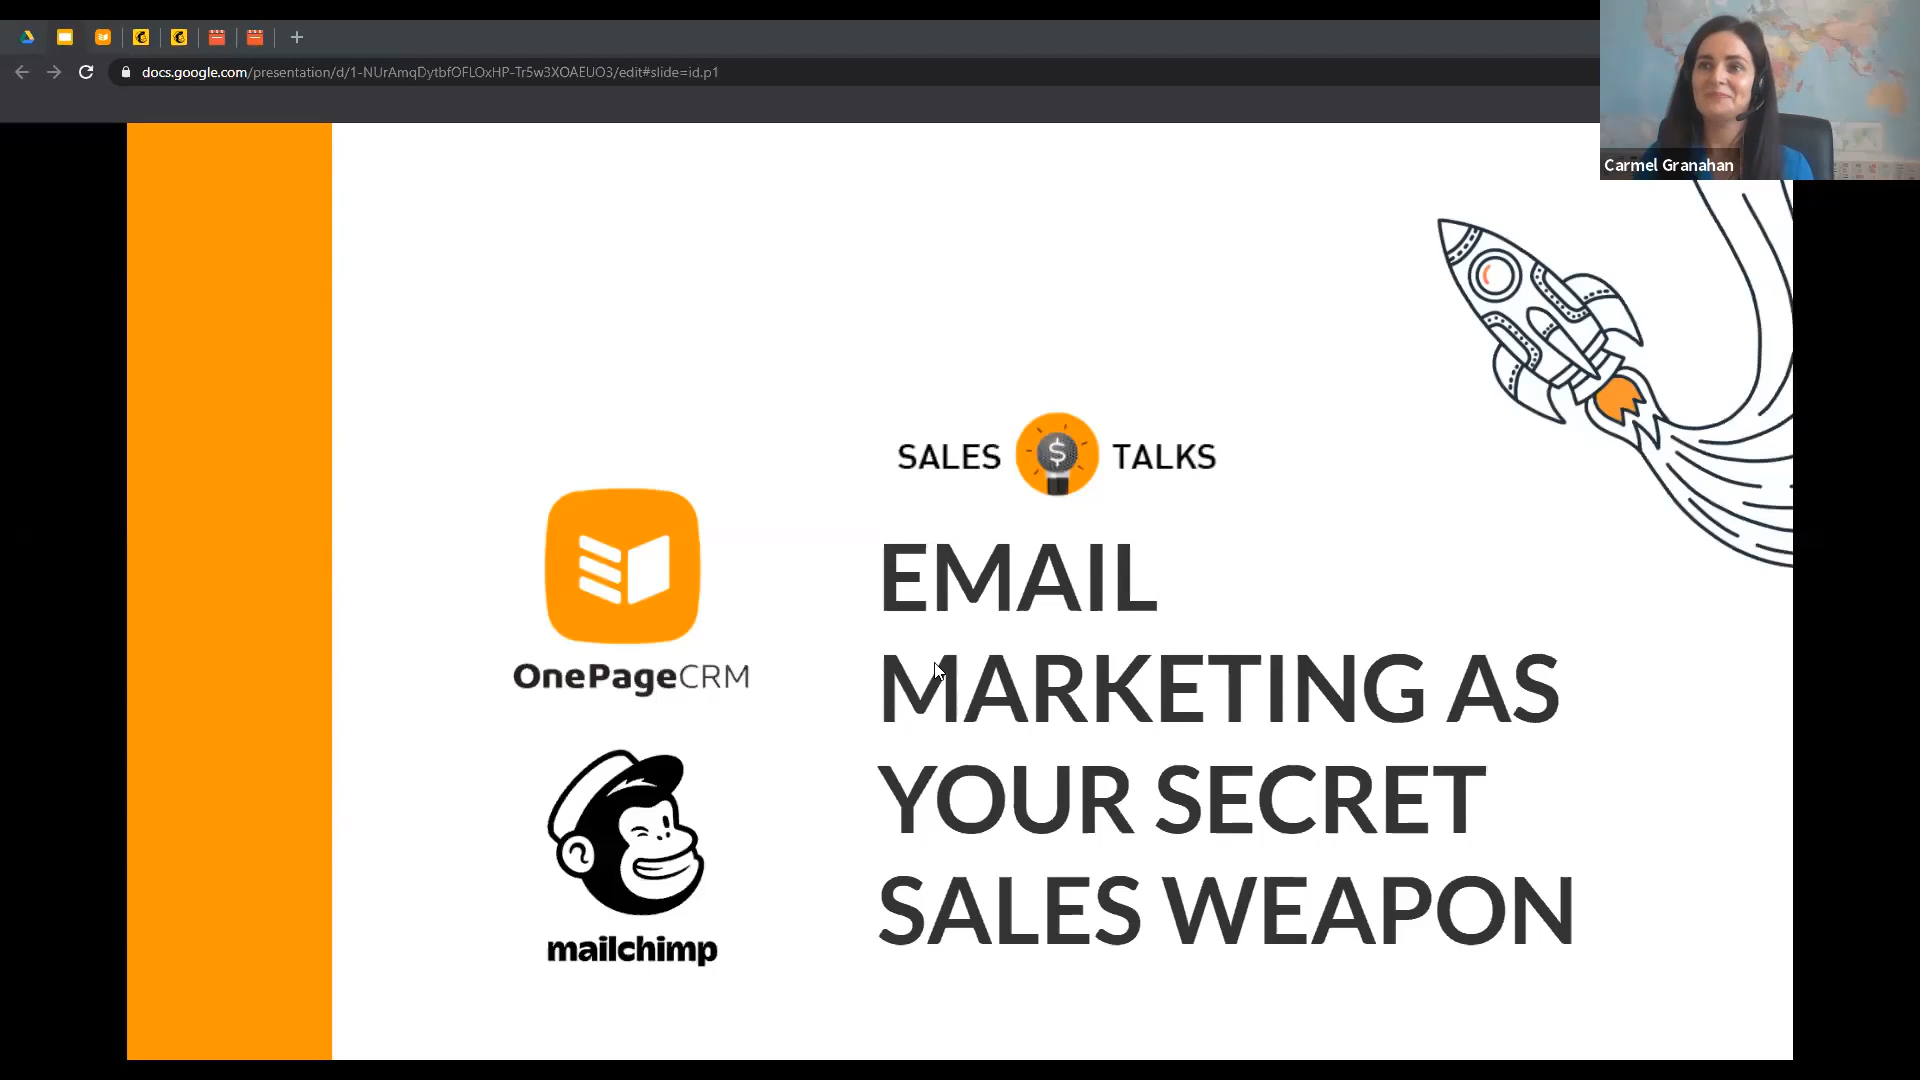 docs.google.com/presentation/d/1-NUrAmqDytbfOFLOxHP-Tr5w3XOAEUO3/edit#slide=id.p1
Carmel Granahan
SALES $ TALKS
OnePageCRM
EMAIL
MARKETING AS
YOUR SECRET
SALES WEAPON
mailchimp